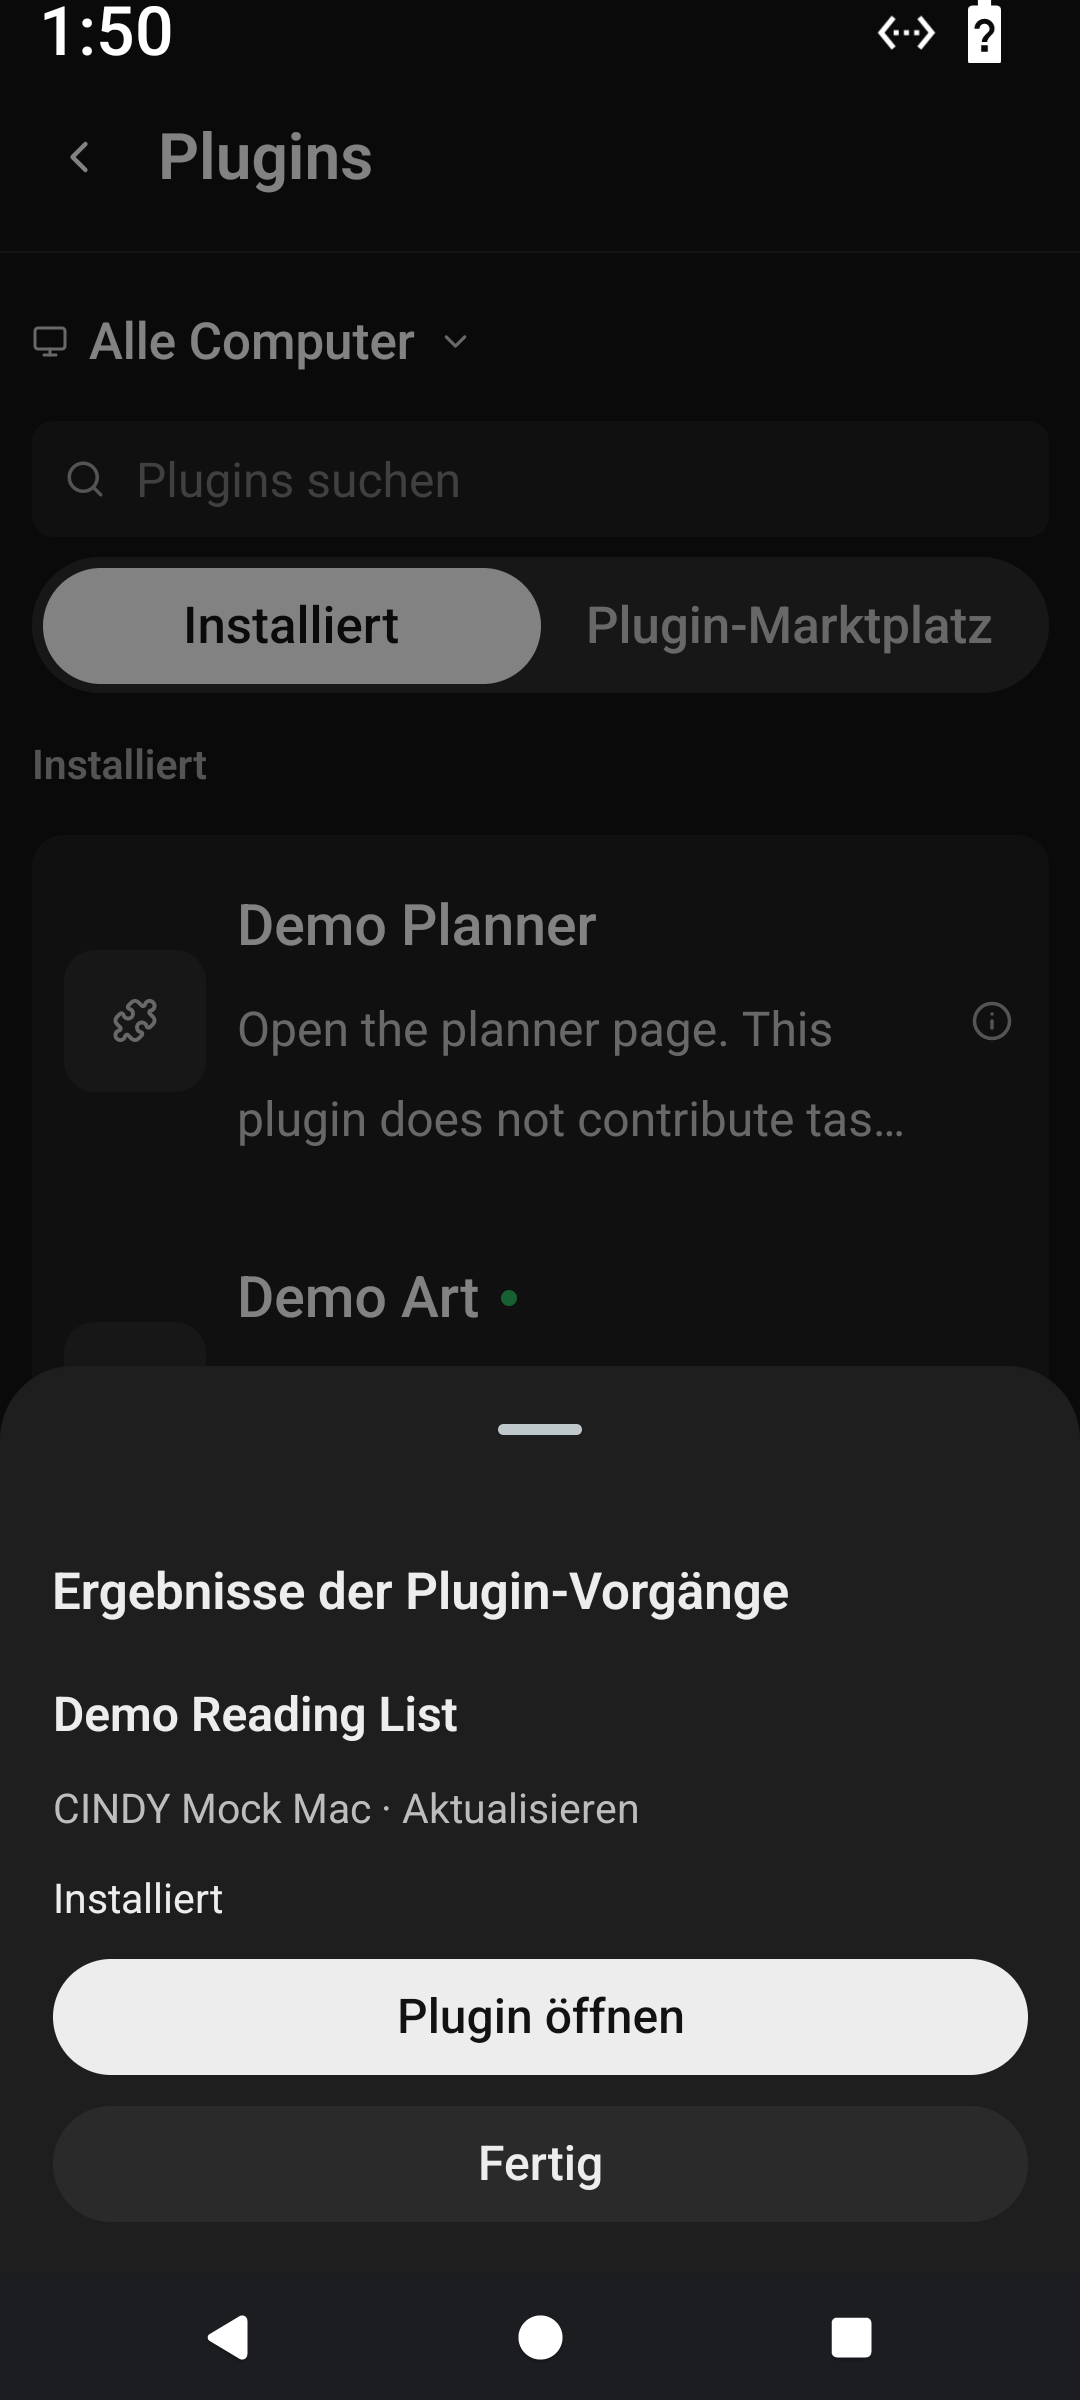 1:50
Plugins
Alle Computer
Plugins suchen
Installiert
Plugin-Marktplatz
Installiert
Demo Planner
Open the planner page. This
plugin does not contribute tas…
Demo Art
Ergebnisse der Plugin-Vorgänge
Demo Reading List
CINDY Mock Mac · Aktualisieren
Installiert
Plugin öffnen
Fertig